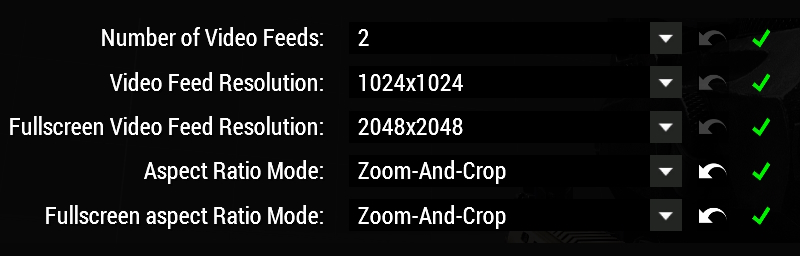 Number of Video Feeds: 2
Video Feed Resolution: 1024x1024
Fullscreen Video Feed Resolution: 2048x2048
Aspect Ratio Mode: Zoom-And-Crop
Fullscreen aspect Ratio Mode: Zoom-And-Crop